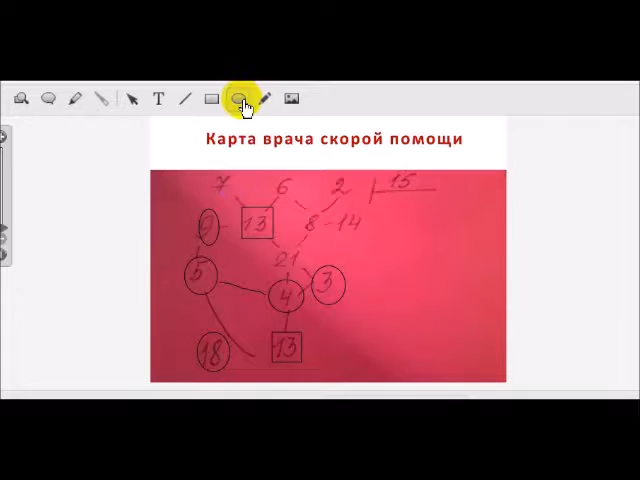 T
Карта врача скорой помощи
7 6 2 15
9 - 13 8 - 14
21
5 4 3
18 13